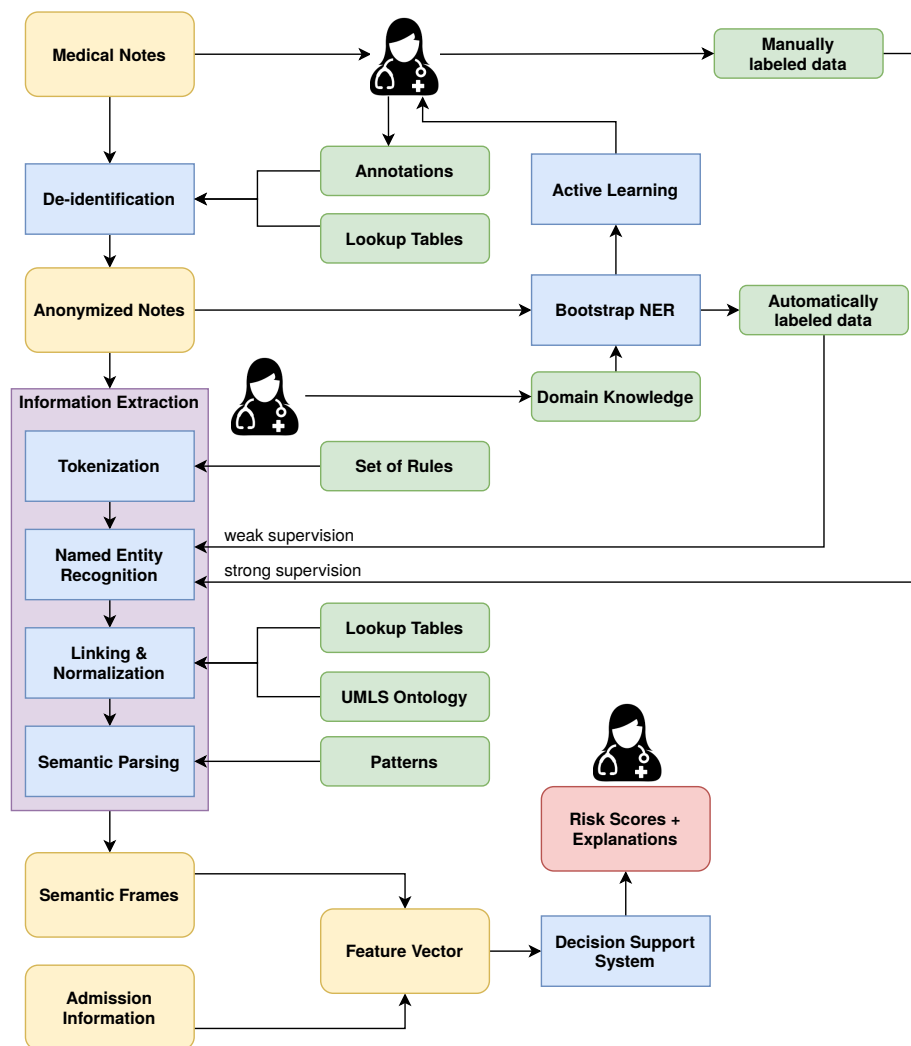 Medical Notes
Manually
labeled data
De-identification
Annotations
Lookup Tables
Active Learning
Anonymized Notes
Bootstrap NER
Automatically
labeled data
Information Extraction
Domain Knowledge
Tokenization
Set of Rules
Named Entity
Recognition
weak supervision
strong supervision
Linking &
Normalization
Lookup Tables
UMLS Ontology
Semantic Parsing
Patterns
Risk Scores +
Explanations
Semantic Frames
Feature Vector
Decision Support
System
Admission
Information